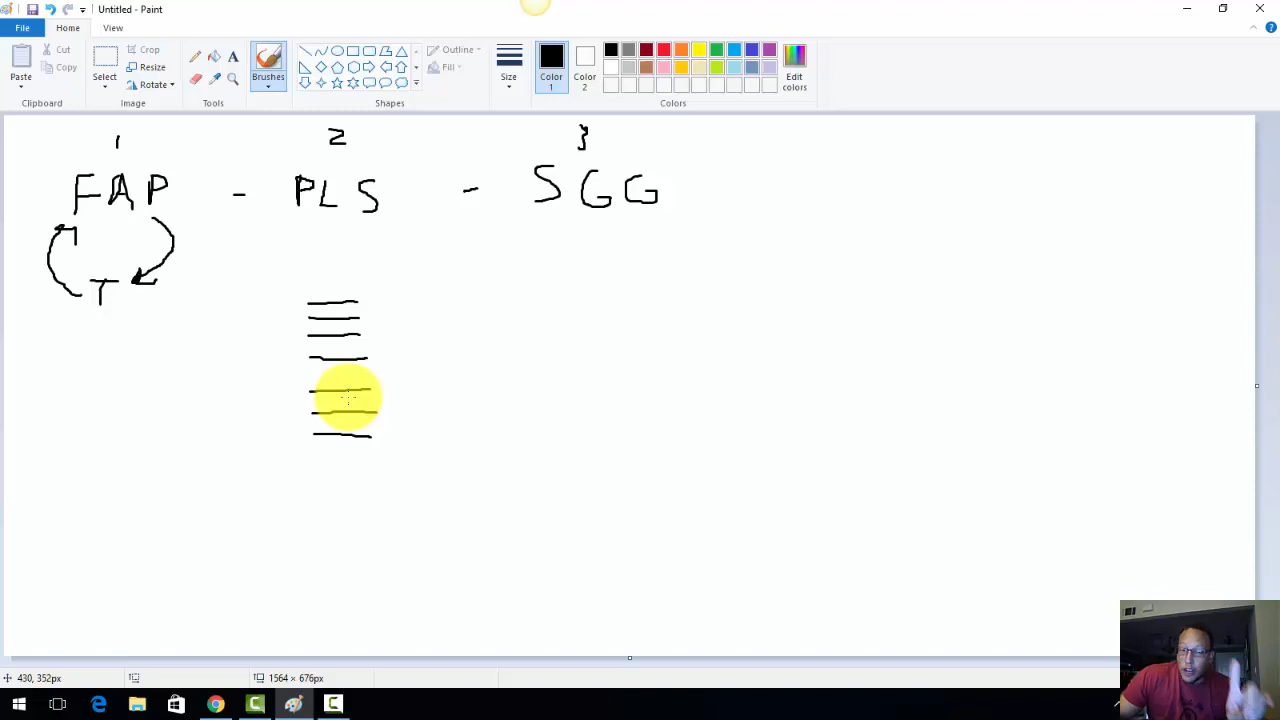 Untitled - Paint
File Home View
Paste
Cut
Copy
Clipboard
Select
Crop
Resize
Rotate
Image
Tools
Brushes
Shapes
Outline
Fill
Size
Color 1
Color 2
Edit colors
Colors
1 2 3
FAP - PLS - SGG
T
430, 352px
1564 × 676px